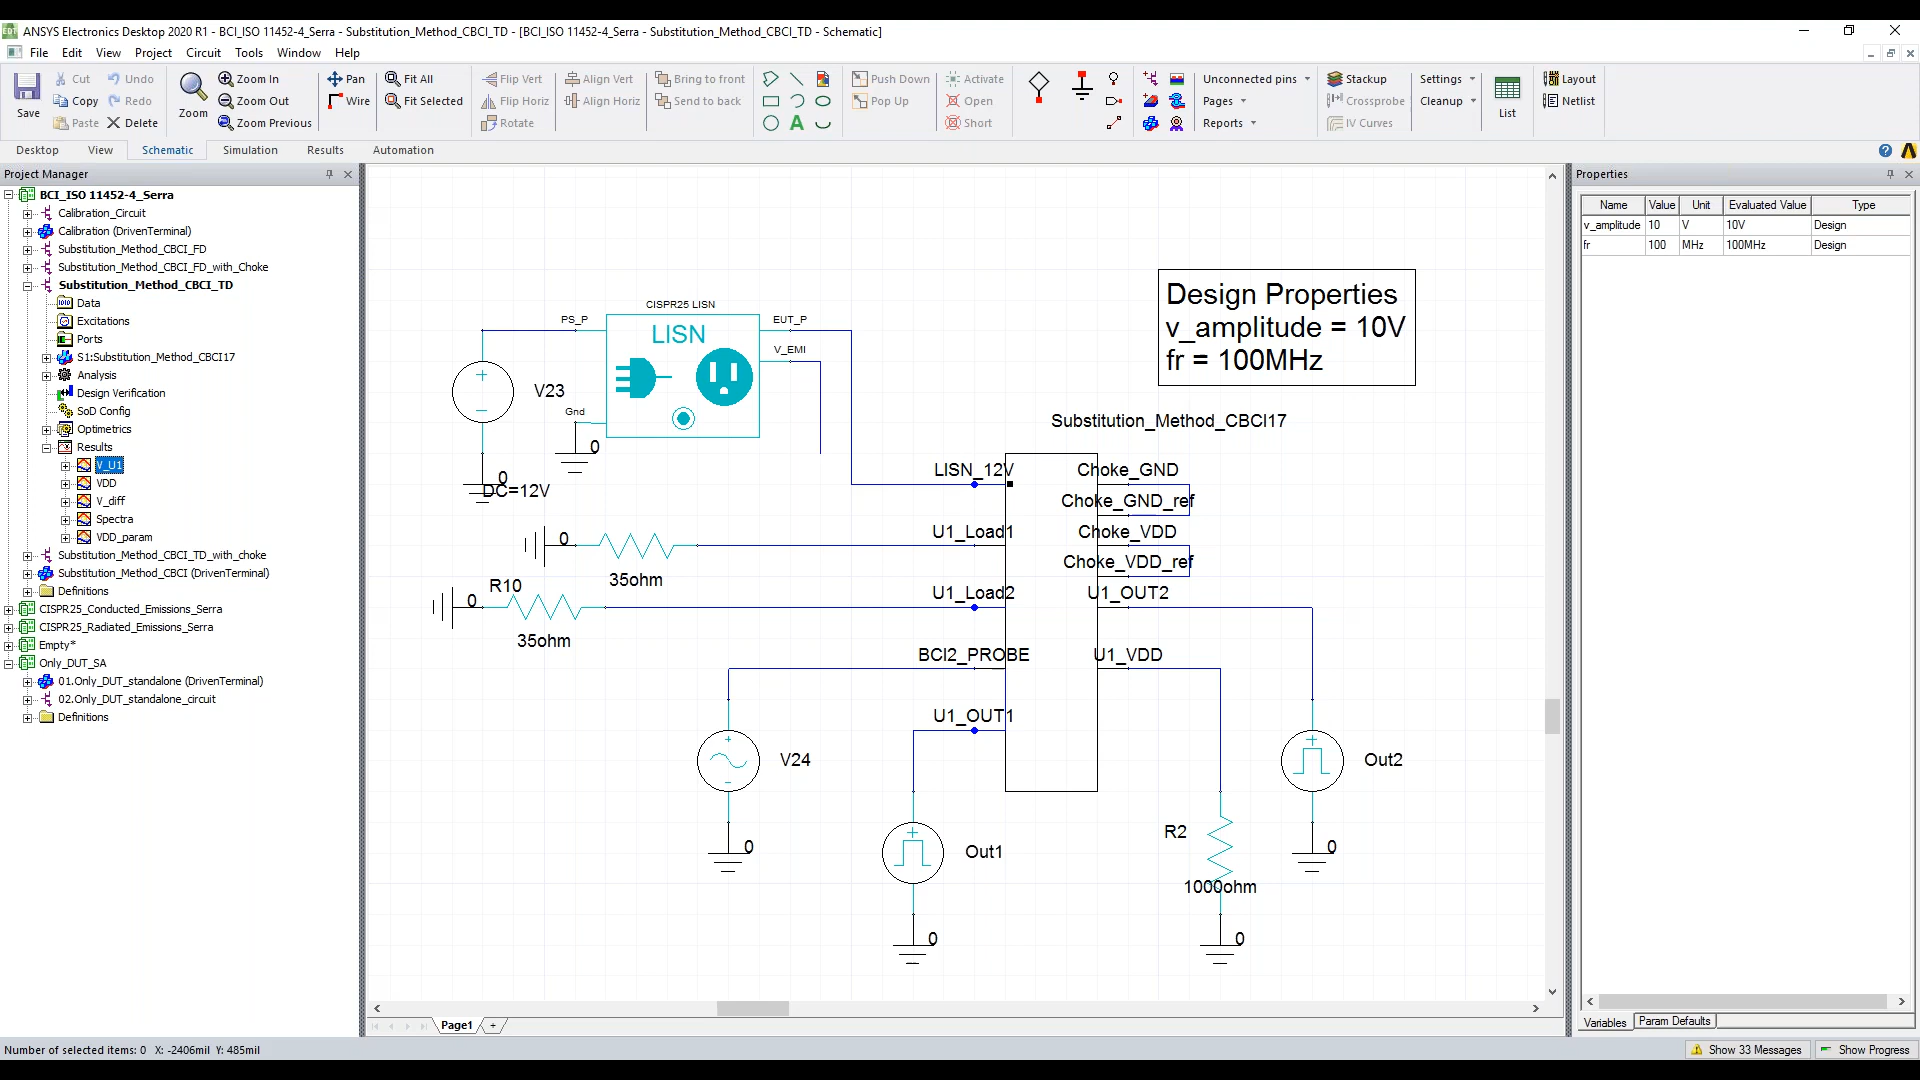 ANSYS Electronics Desktop 2020 R1 - BCI_ISO 11452-4_Serra - Substitution_Method_CBCI_TD - [BCI_ISO 11452-4_Serra - Substitution_Method_CBCI_TD - Schematic]
File Edit View Project Circuit Tools Window Help
Save
Cut
Copy
Paste
Undo
Redo
Delete
Zoom
Zoom In
Zoom Out
Zoom Previous
Pan
Wire
Fit All
Fit Selected
Flip Vert
Flip Horiz
Rotate
Align Vert
Align Horiz
Bring to front
Send to back
A
Push Down
Pop Up
Activate
Open
Short
Unconnected pins
Pages
Reports
Stackup
Crossprobe
IV Curves
Settings
Cleanup
List
Layout
Netlist
Desktop View Schematic Simulation Results Automation
Project Manager
BCI_ISO 11452-4_Serra
Calibration_Circuit
Calibration (DrivenTerminal)
Substitution_Method_CBCI_FD
Substitution_Method_CBCI_FD_with_Choke
Substitution_Method_CBCI_TD
Data
Excitations
Ports
S1:Substitution_Method_CBCI17
Analysis
Design Verification
SoD Config
Optimetrics
Results
V_U1
VDD
V_diff
Spectra
VDD_param
Substitution_Method_CBCI_TD_with_choke
Substitution_Method_CBCI (DrivenTerminal)
Definitions
CISPR25_Conducted_Emissions_Serra
CISPR25_Radiated_Emissions_Serra
Empty*
Only_DUT_SA
01.Only_DUT_standalone (DrivenTerminal)
02.Only_DUT_standalone_circuit
Definitions
CISPR25 LISN
PS_P
LISN
EUT_P
V_EMI
Gnd
V23
0
0
DC=12V
Design Properties
v_amplitude = 10V
fr = 100MHz
Substitution_Method_CBCI17
LISN_12V
Choke_GND
Choke_GND_ref
U1_Load1
Choke_VDD
Choke_VDD_ref
0
35ohm
R10
0
35ohm
U1_Load2
U1_OUT2
BCI2_PROBE
U1_VDD
U1_OUT1
V24
0
Out1
0
R2
1000ohm
0
Out2
0
Page1
+
Properties
Name Value Unit Evaluated Value Type
v_amplitude 10 V 10V Design
fr 100 MHz 100MHz Design
Variables
Param Defaults
Number of selected items: 0 X: -2406mil Y: 485mil
Show 33 Messages
Show Progress